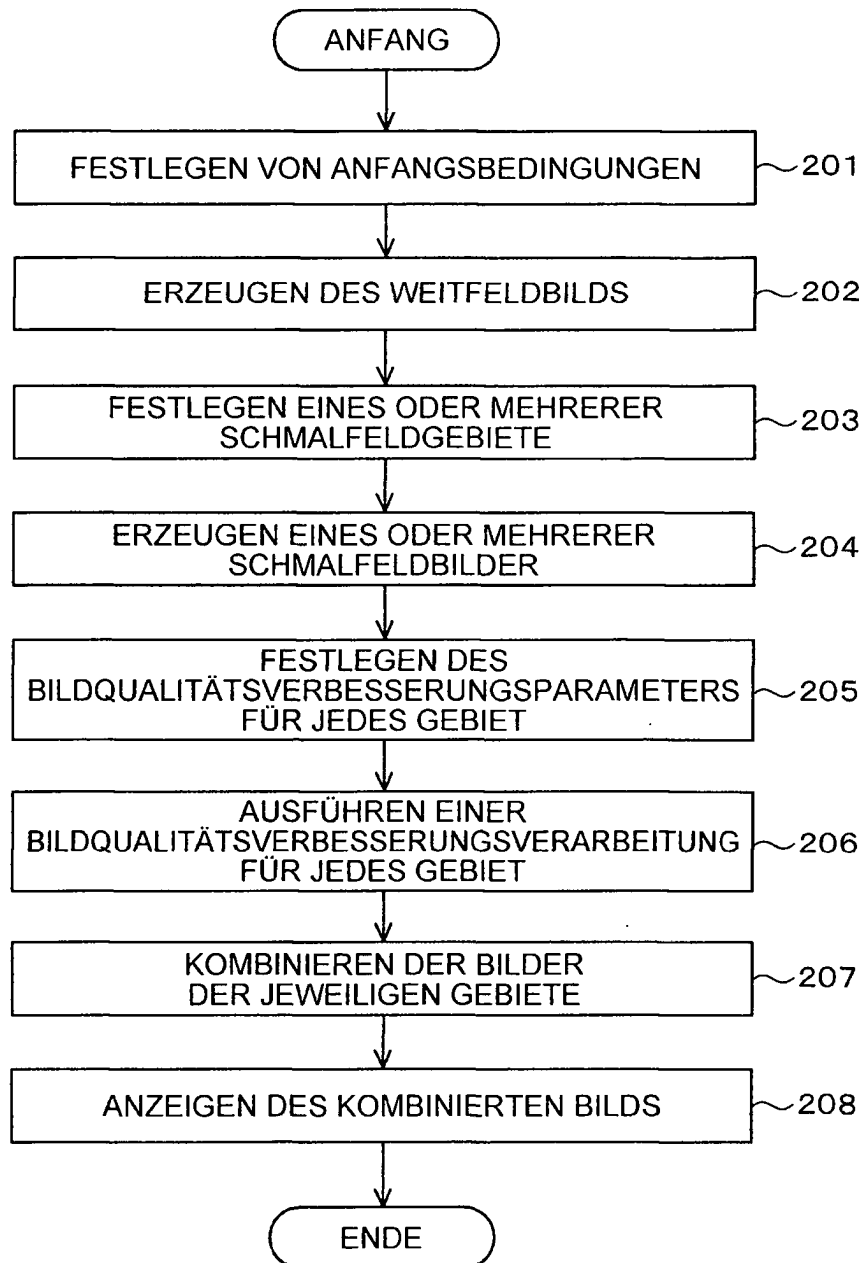 ANFANG
FESTLEGEN VON ANFANGSBEDINGUNGEN
201
ERZEUGEN DES WEITFELDBILDS
202
FESTLEGEN EINES ODER MEHRERER
SCHMALFELDGEBIETE
203
ERZEUGEN EINES ODER MEHRERER
SCHMALFELDBILDER
204
FESTLEGEN DES
BILDQUALITÄTSVERBESSERUNGSPARAMETERS
FÜR JEDES GEBIET
205
AUSFÜHREN EINER
BILDQUALITÄTSVERBESSERUNGSVERARBEITUNG
FÜR JEDES GEBIET
206
KOMBINIEREN DER BILDER
DER JEWEILIGEN GEBIETE
207
ANZEIGEN DES KOMBINIERTEN BILDS
208
ENDE